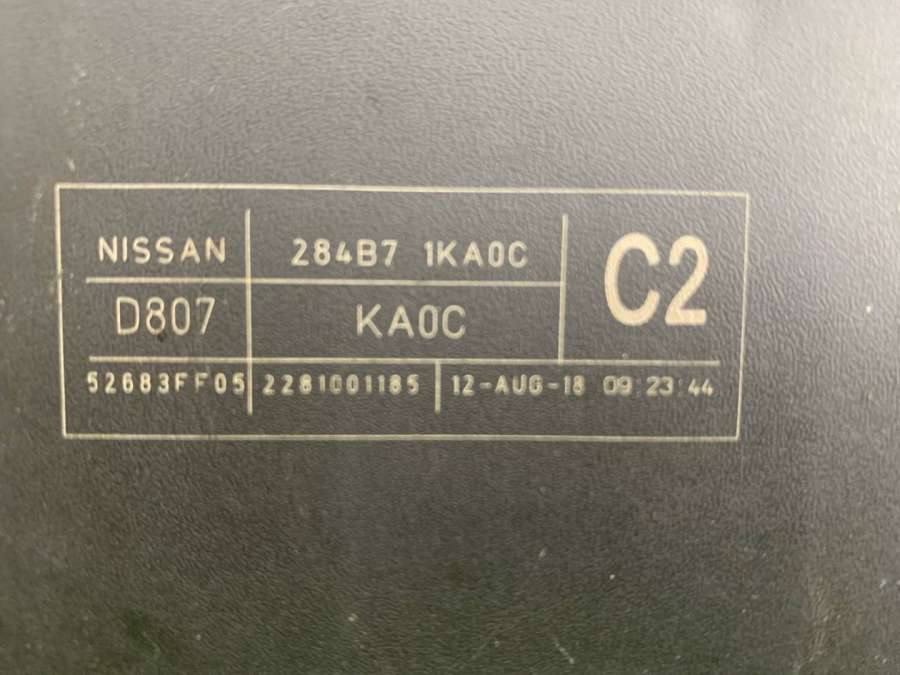 NISSAN 284B7 1KA0C C2
D807 KA0C
52683FF05 2281001185 12-AUG-18 09:23:44